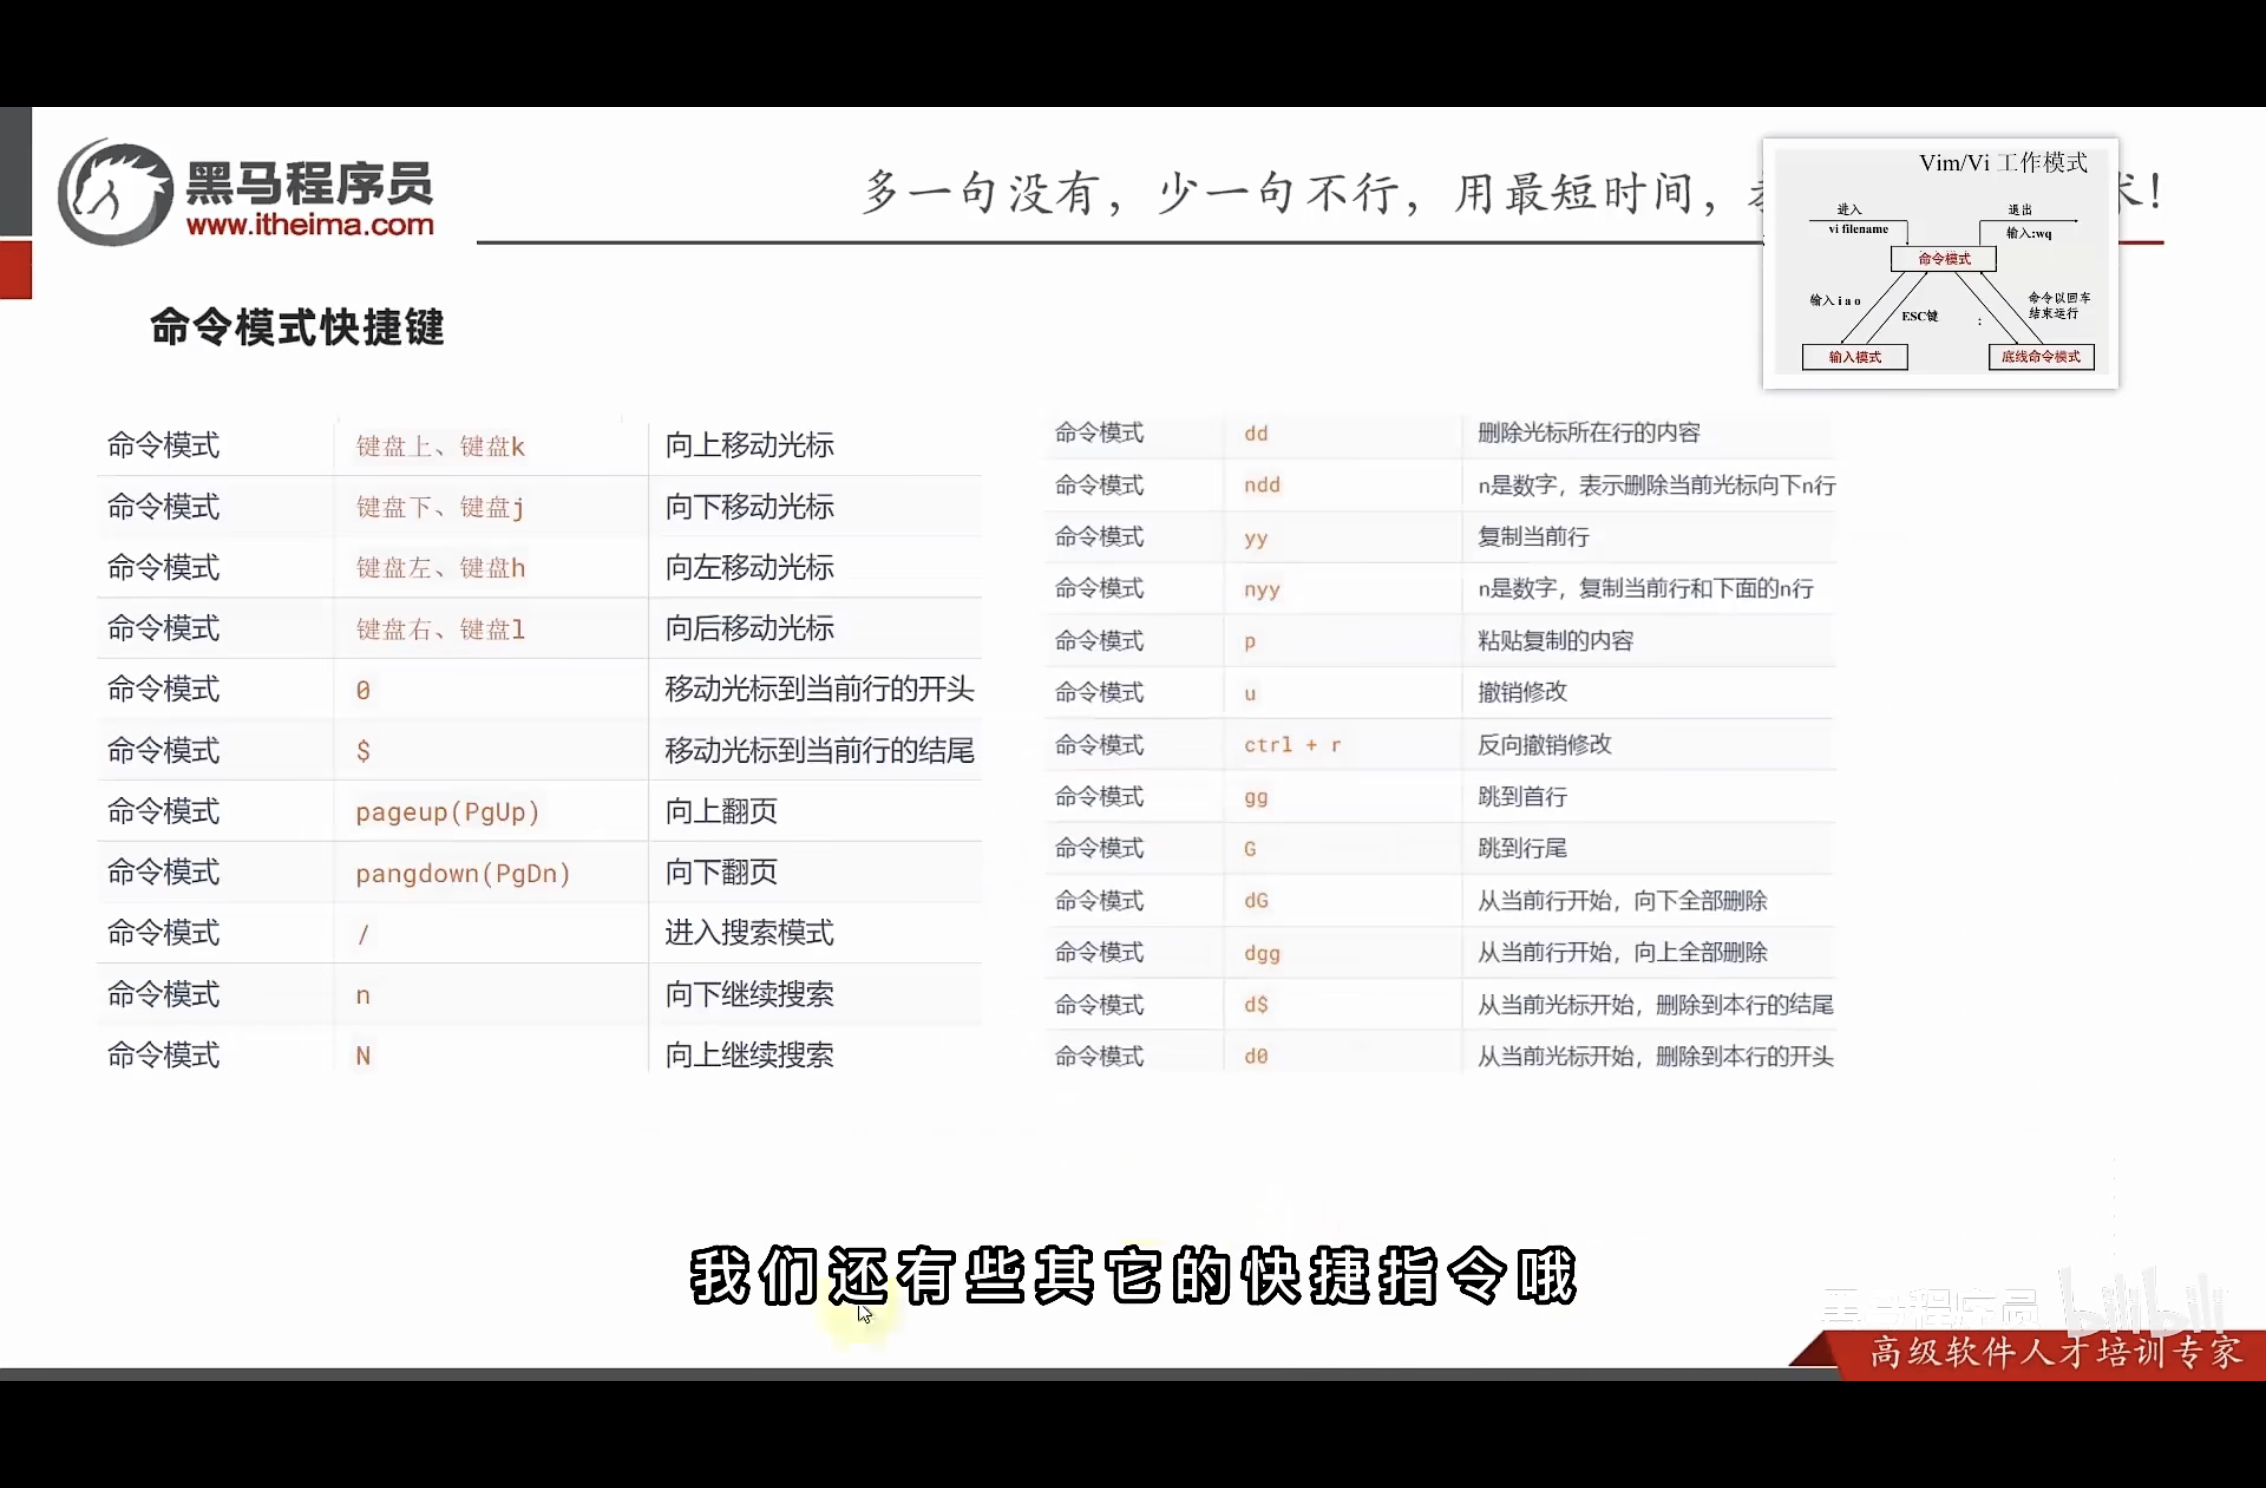 黑马程序员
www.itheima.com
多一句没有，少一句不行，用最短时间，
术！
Vim/Vi 工作模式
进入
vi filename
退出
输入:wq
命令模式
输入 i a o
ESC键
:
命令以回车
结束运行
输入模式
底线命令模式
命令模式快捷键
命令模式 键盘上、键盘k 向上移动光标
命令模式 键盘下、键盘j 向下移动光标
命令模式 键盘左、键盘h 向左移动光标
命令模式 键盘右、键盘l 向后移动光标
命令模式 0 移动光标到当前行的开头
命令模式 $ 移动光标到当前行的结尾
命令模式 pageup(PgUp) 向上翻页
命令模式 pangdown(PgDn) 向下翻页
命令模式 / 进入搜索模式
命令模式 n 向下继续搜索
命令模式 N 向上继续搜索
命令模式 dd 删除光标所在行的内容
命令模式 ndd n是数字，表示删除当前光标向下n行
命令模式 yy 复制当前行
命令模式 nyy n是数字，复制当前行和下面的n行
命令模式 p 粘贴复制的内容
命令模式 u 撤销修改
命令模式 ctrl + r 反向撤销修改
命令模式 gg 跳到首行
命令模式 G 跳到行尾
命令模式 dG 从当前行开始，向下全部删除
命令模式 dgg 从当前行开始，向上全部删除
命令模式 d$ 从当前光标开始，删除到本行的结尾
命令模式 d0 从当前光标开始，删除到本行的开头
我们还有些其它的快捷指令哦
黑马程序员 bilibili
高级软件人才培训专家